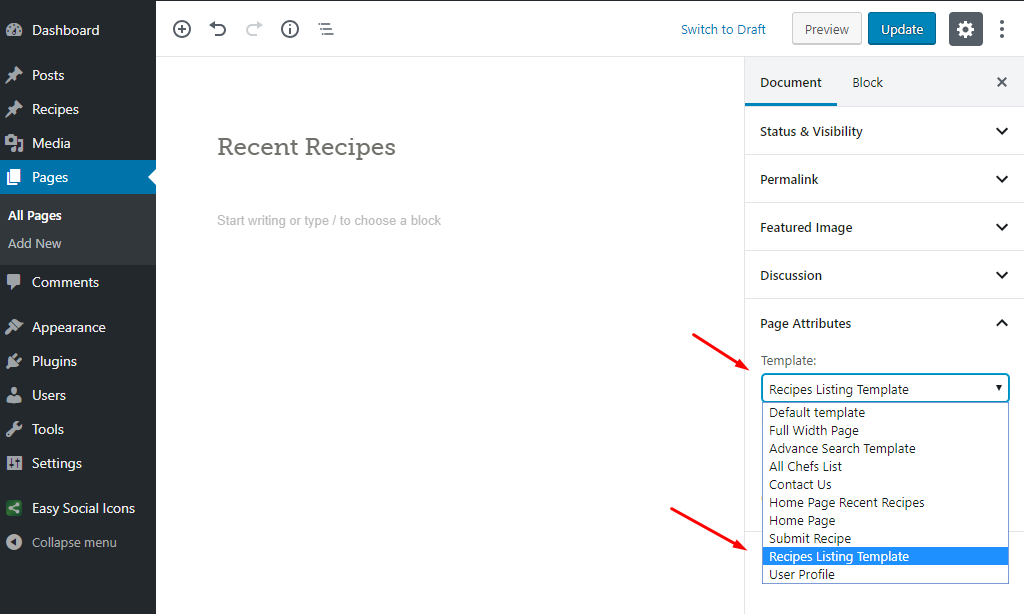 Dashboard
Posts
Recipes
Media
Pages
All Pages
Add New
Comments
Appearance
Plugins
Users
Tools
Settings
Easy Social Icons
Collapse menu
Switch to Draft
Preview
Update
Recent Recipes
Start writing or type / to choose a block
Document
Block
Status & Visibility
Permalink
Featured Image
Discussion
Page Attributes
Template:
Recipes Listing Template
Default template
Full Width Page
Advance Search Template
All Chefs List
Contact Us
Home Page Recent Recipes
Home Page
Submit Recipe
Recipes Listing Template
User Profile